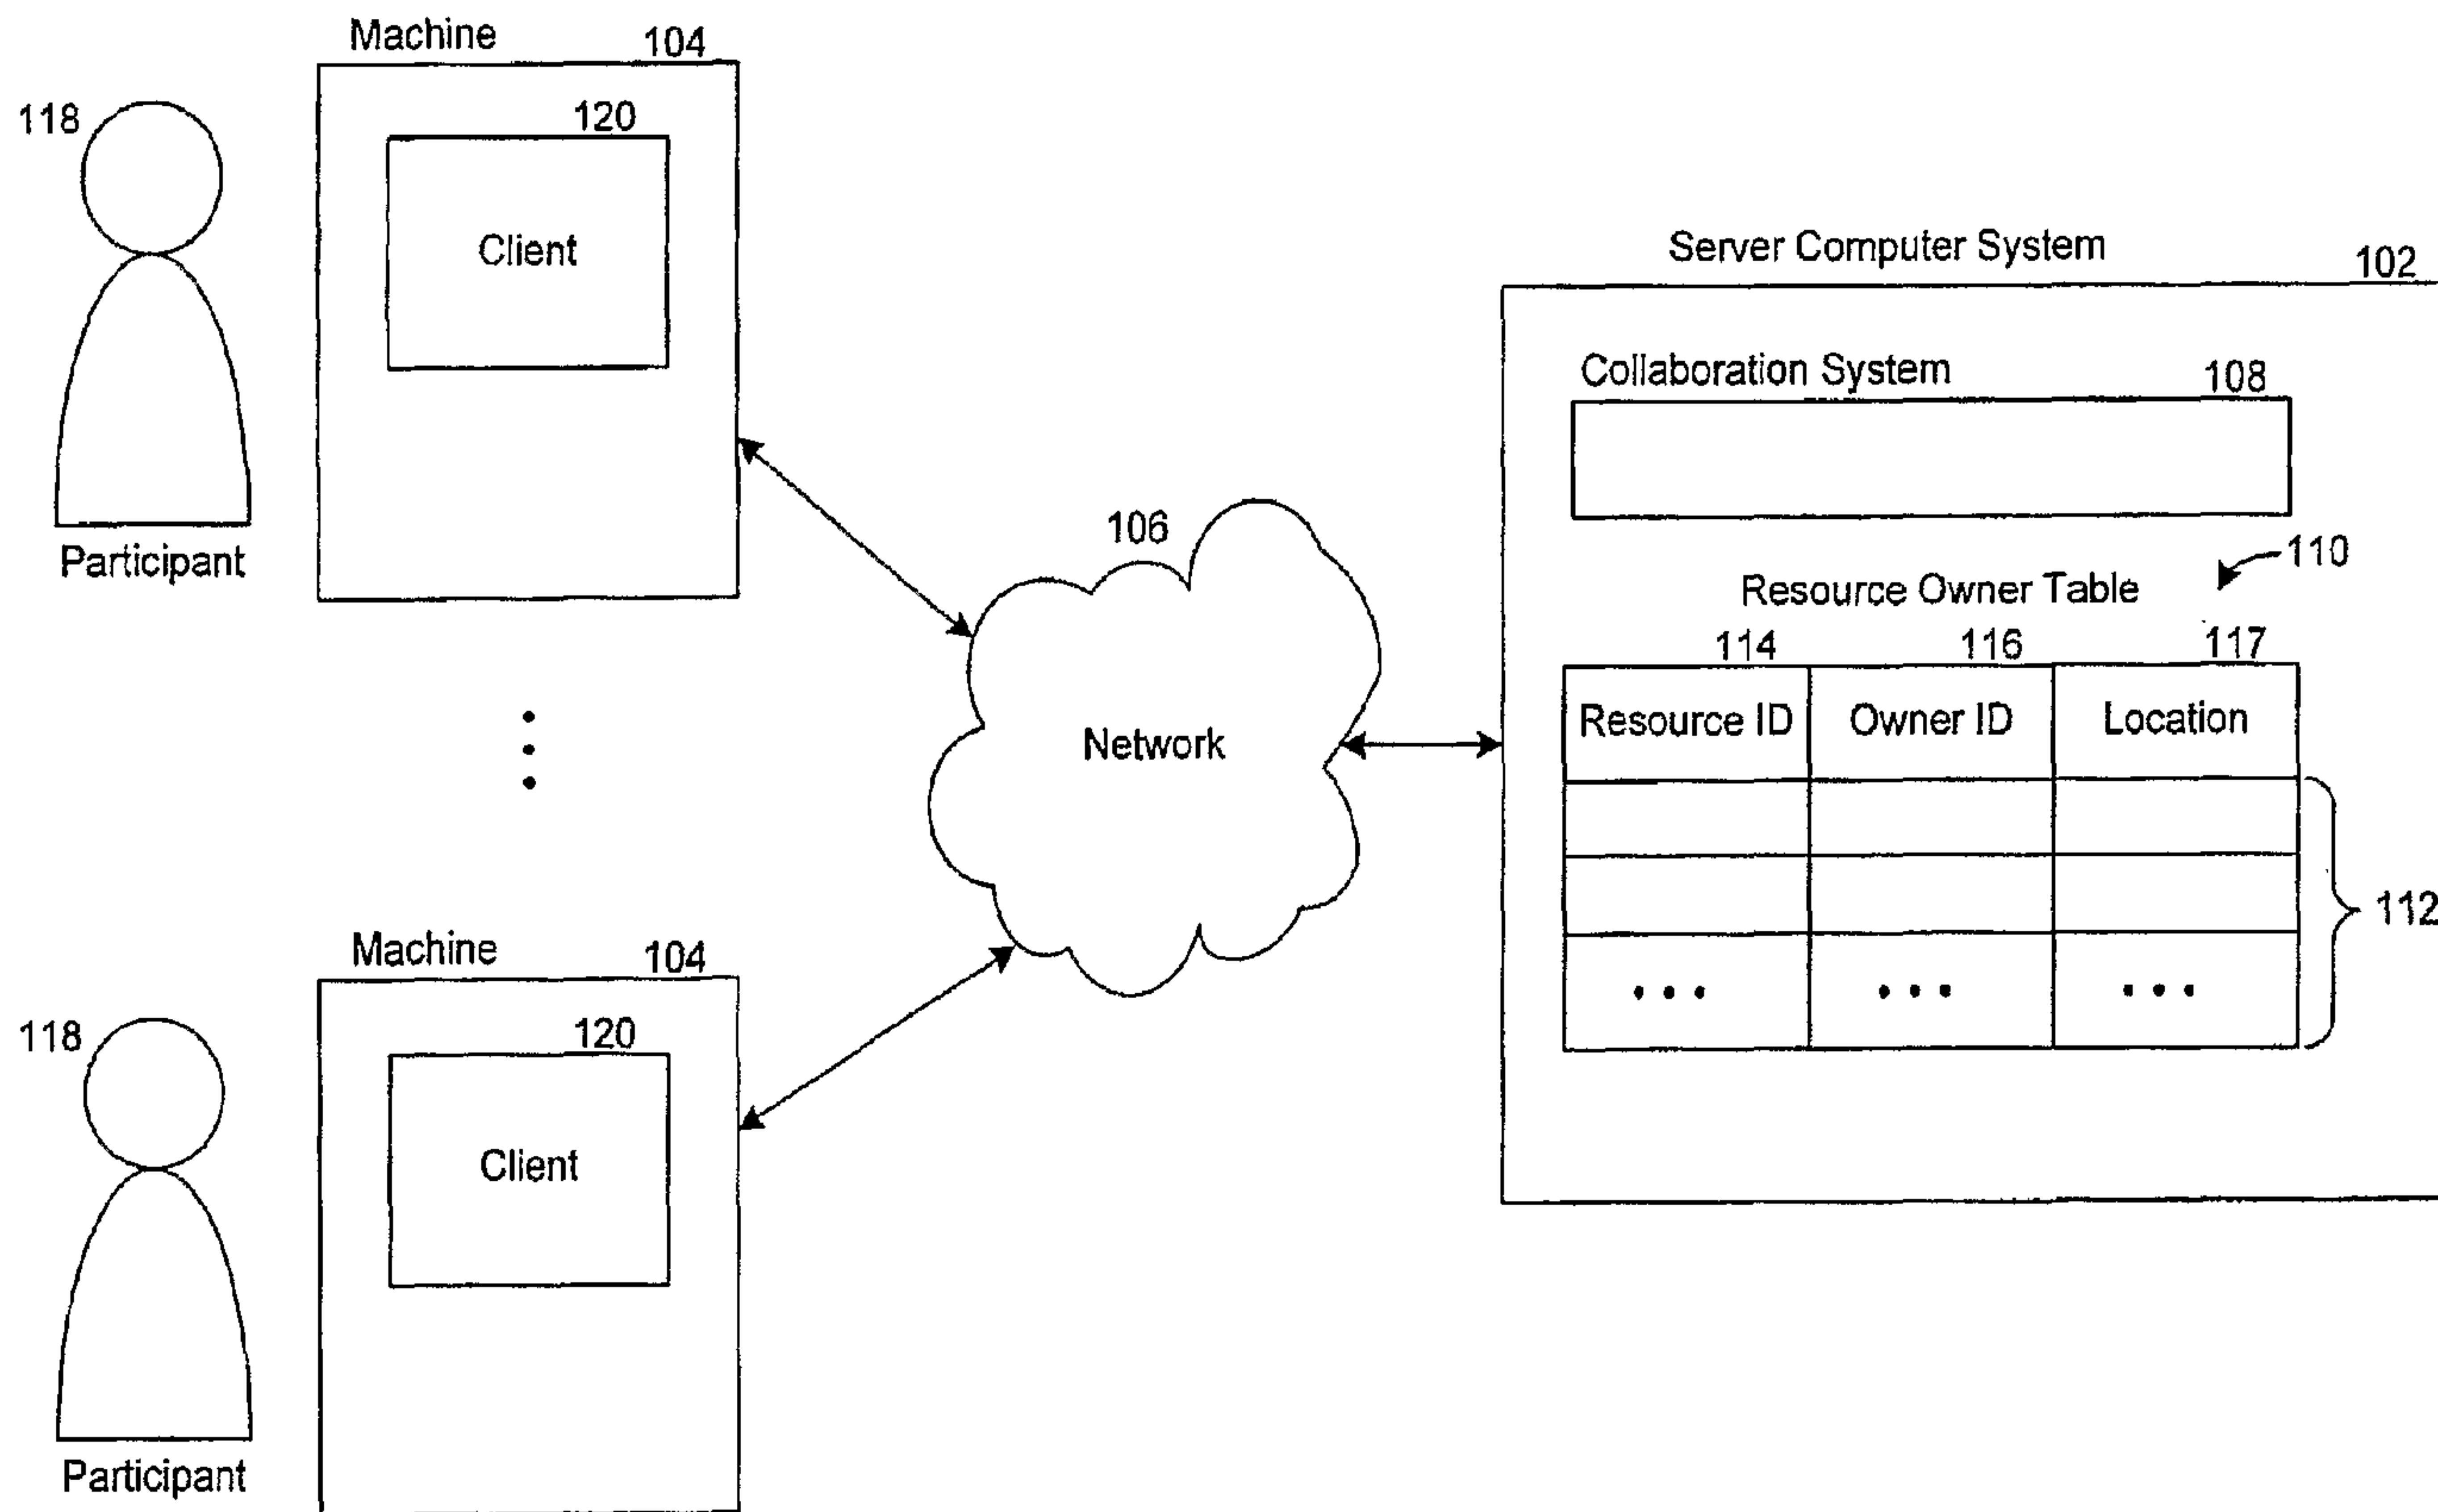 Machine 104
118
120
Client
Participant
Machine 104
118
120
Client
Participant
106
Network
Server Computer System
102
Collaboration System 108
110
Resource Owner Table
114 116 117
Resource ID Owner ID Location
112
... ... ...